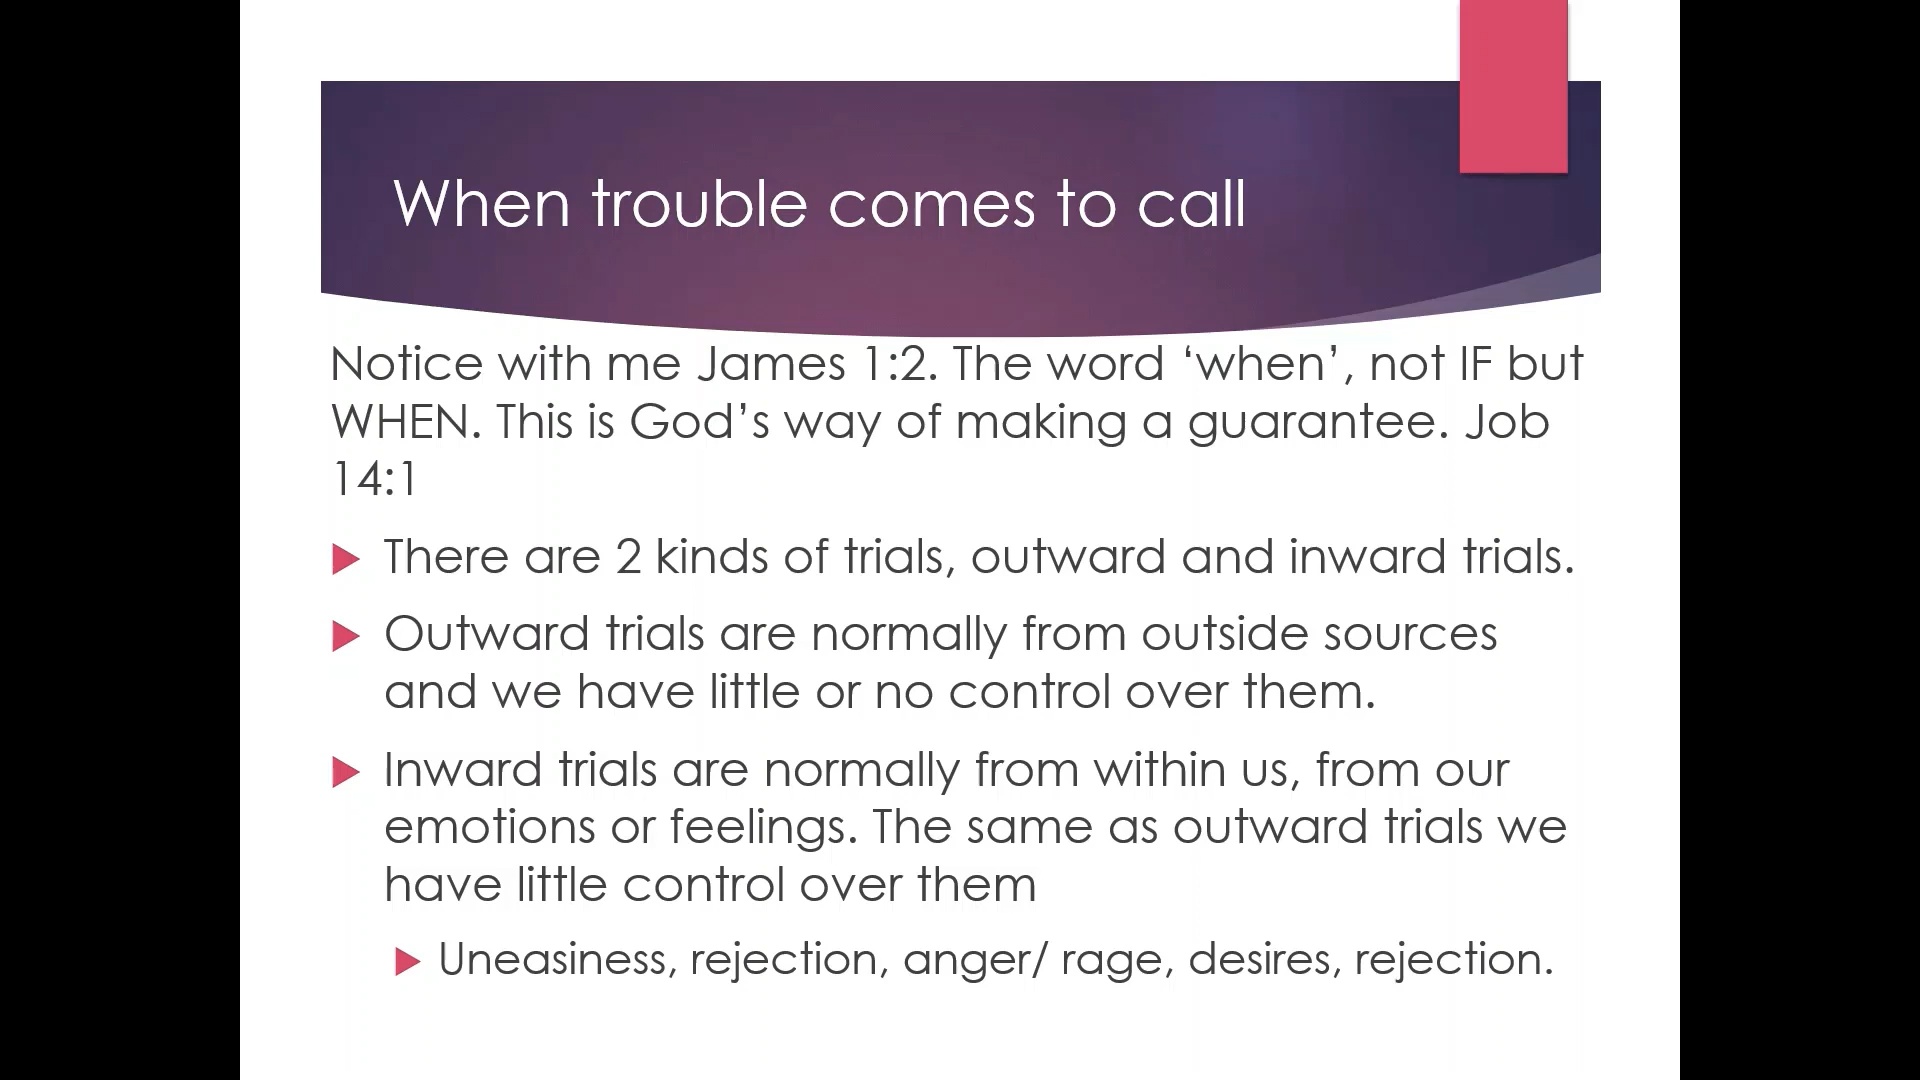 When trouble comes to call
Notice with me James 1:2. The word ‘when’, not IF but
WHEN. This is God’s way of making a guarantee. Job
14:1
There are 2 kinds of trials, outward and inward trials.
Outward trials are normally from outside sources
and we have little or no control over them.
Inward trials are normally from within us, from our
emotions or feelings. The same as outward trials we
have little control over them
Uneasiness, rejection, anger/ rage, desires, rejection.